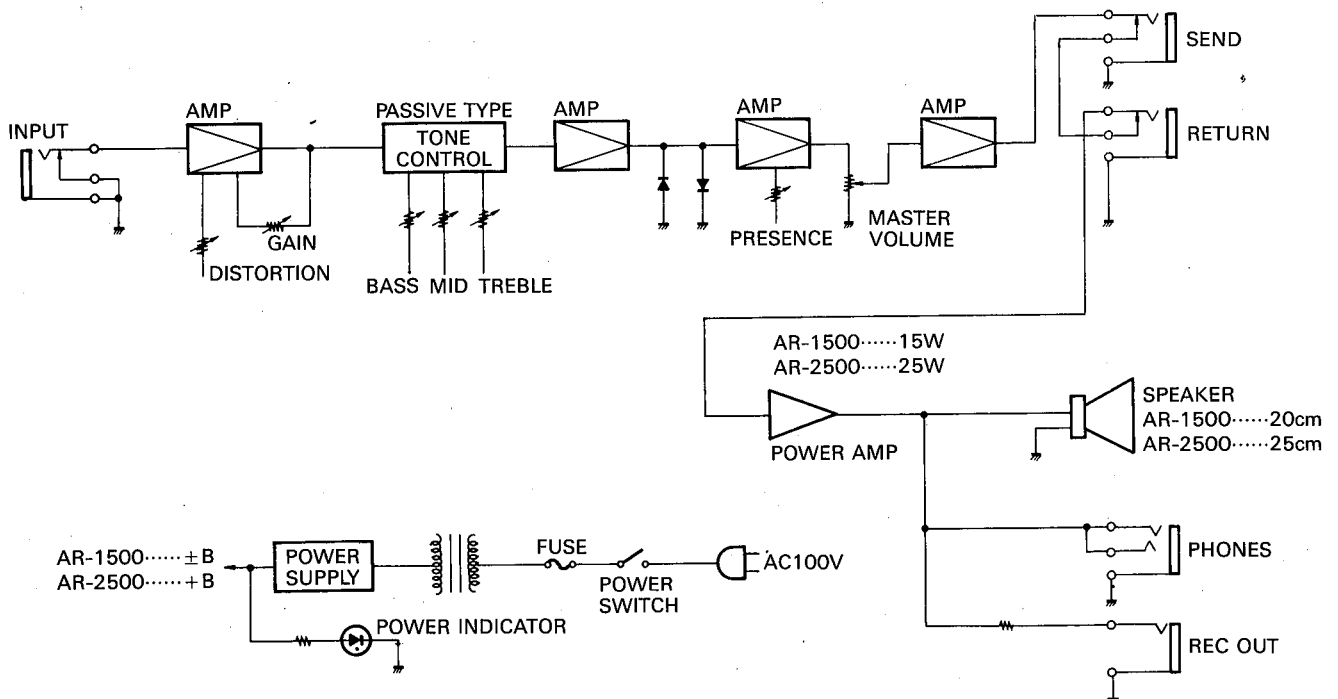 SEND
RETURN
INPUT
AMP
PASSIVE TYPE
TONE
CONTROL
AMP
AMP
AMP
GAIN
DISTORTION
BASS MID TREBLE
PRESENCE
MASTER
VOLUME
AR-1500······15W
AR-2500······25W
POWER AMP
SPEAKER
AR-1500······20cm
AR-2500······25cm
AR-1500······±B
AR-2500······+B
POWER
SUPPLY
FUSE
POWER
SWITCH
AC100V
POWER INDICATOR
PHONES
REC OUT